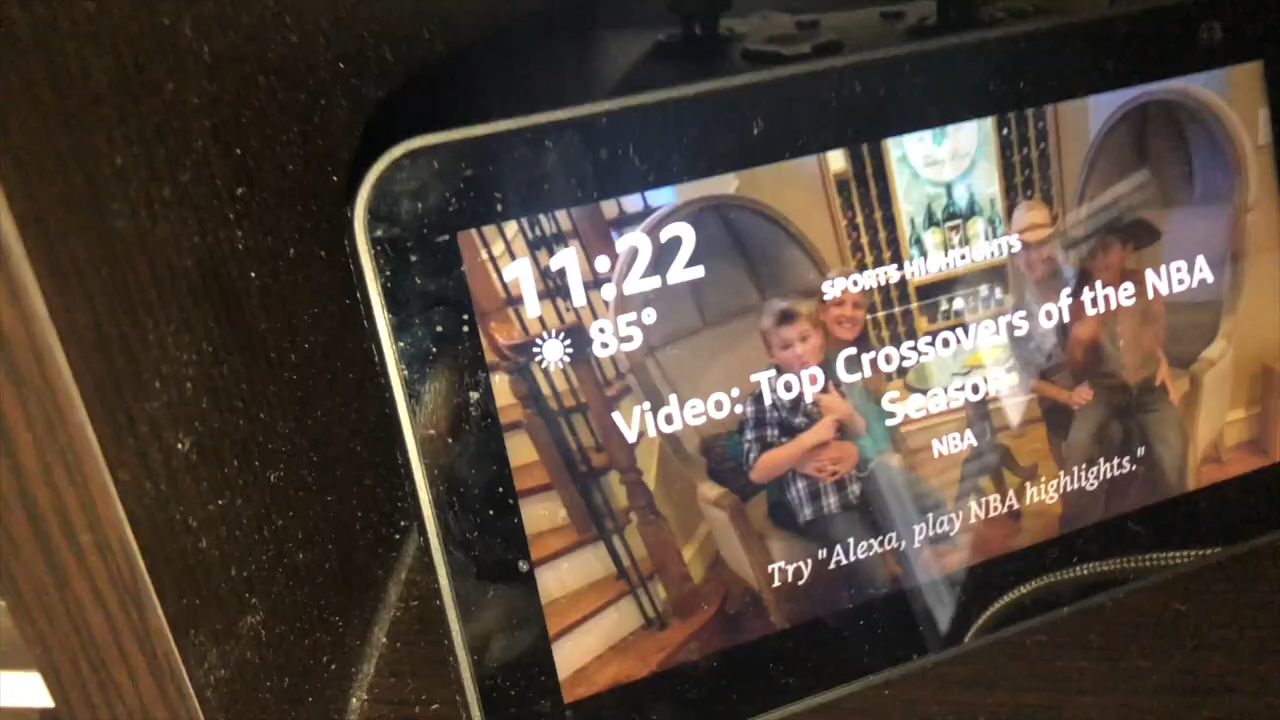 11:22
85°
SPORTS HIGHLIGHTS
Video: Top Crossovers of the NBA
Season
NBA
Try "Alexa, play NBA highlights."